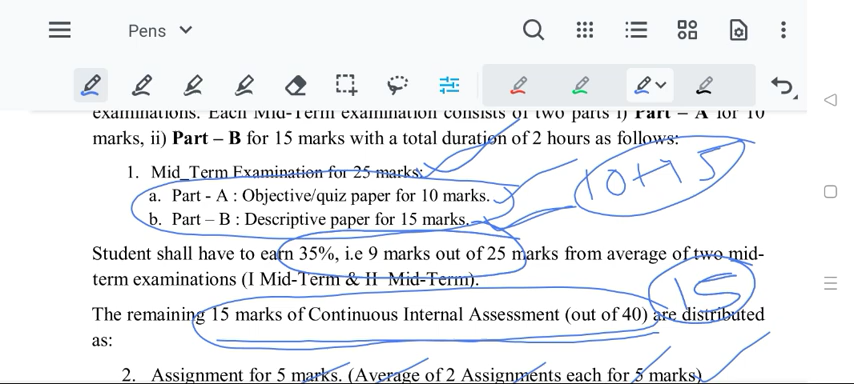 Pens
examinations. Each Mid-Term examination consists of two parts i) Part – A for 10
marks, ii) Part – B for 15 marks with a total duration of 2 hours as follows:
1. Mid_Term Examination for 25 marks:
a. Part - A : Objective/quiz paper for 10 marks.
b. Part – B : Descriptive paper for 15 marks.
10+15
Student shall have to earn 35%, i.e 9 marks out of 25 marks from average of two mid-
term examinations (I Mid-Term & II Mid-Term).
15
The remaining 15 marks of Continuous Internal Assessment (out of 40) are distributed
as:
2. Assignment for 5 marks. (Average of 2 Assignments each for 5 marks)